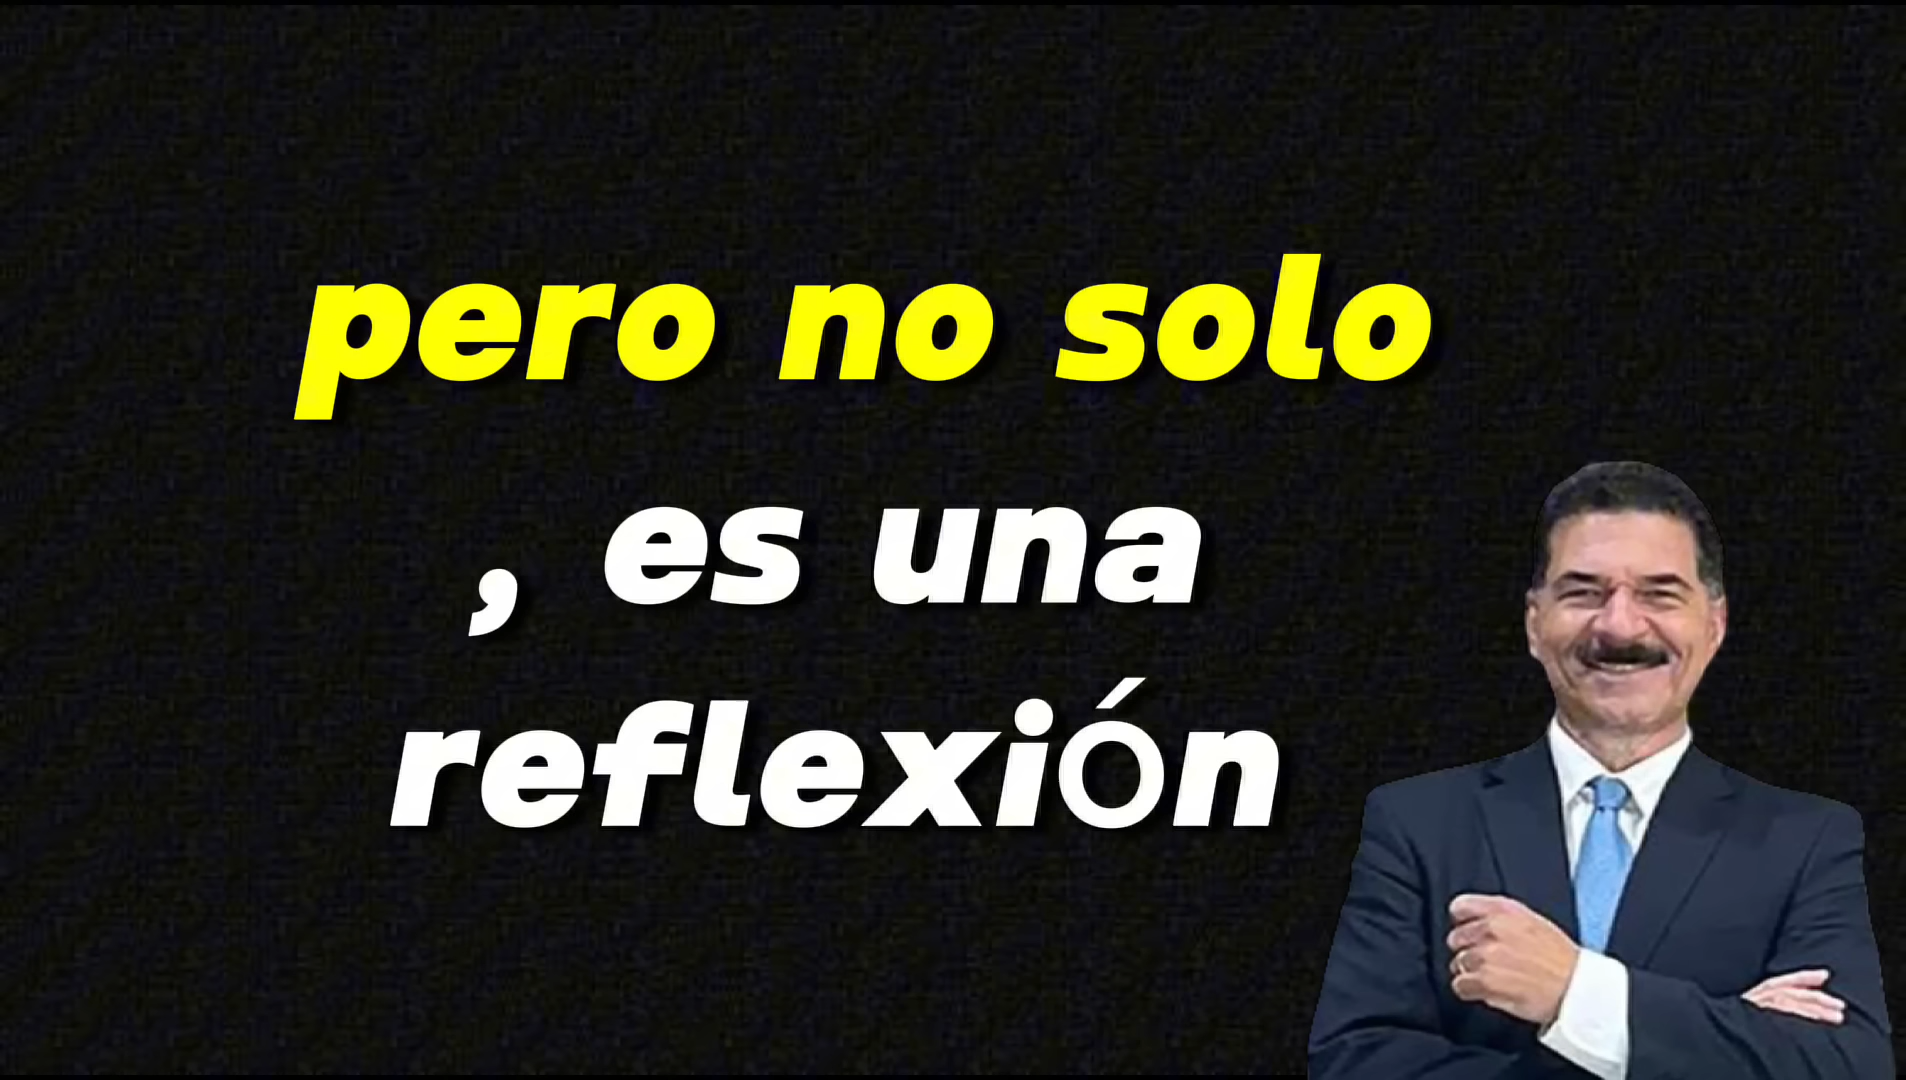 pero no solo
, es una
reflexión